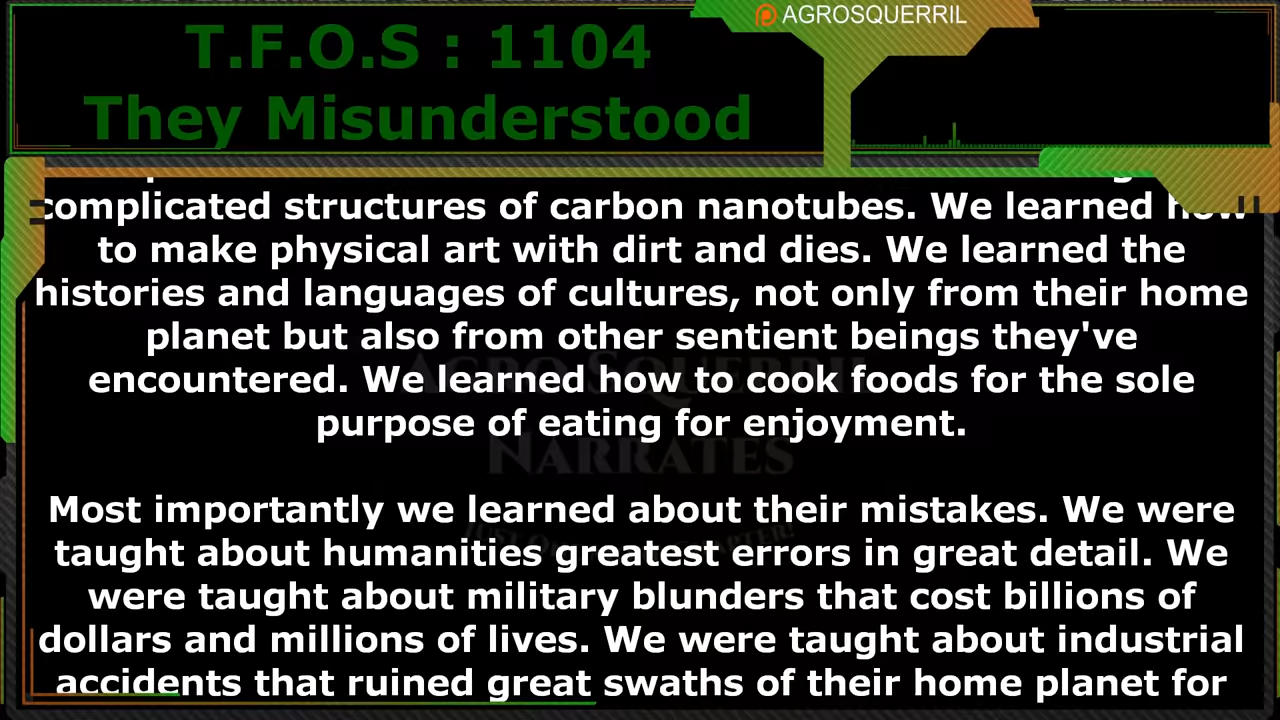 AGROSQUERRIL
T.F.O.S : 1104
They Misunderstood
complicated structures of carbon nanotubes. We learned how
to make physical art with dirt and dies. We learned the
histories and languages of cultures, not only from their home
planet but also from other sentient beings they've
encountered. We learned how to cook foods for the sole
purpose of eating for enjoyment.
Most importantly we learned about their mistakes. We were
taught about humanities greatest errors in great detail. We
were taught about military blunders that cost billions of
dollars and millions of lives. We were taught about industrial
accidents that ruined great swaths of their home planet for
AGRO SQUERRIL
NARRATES